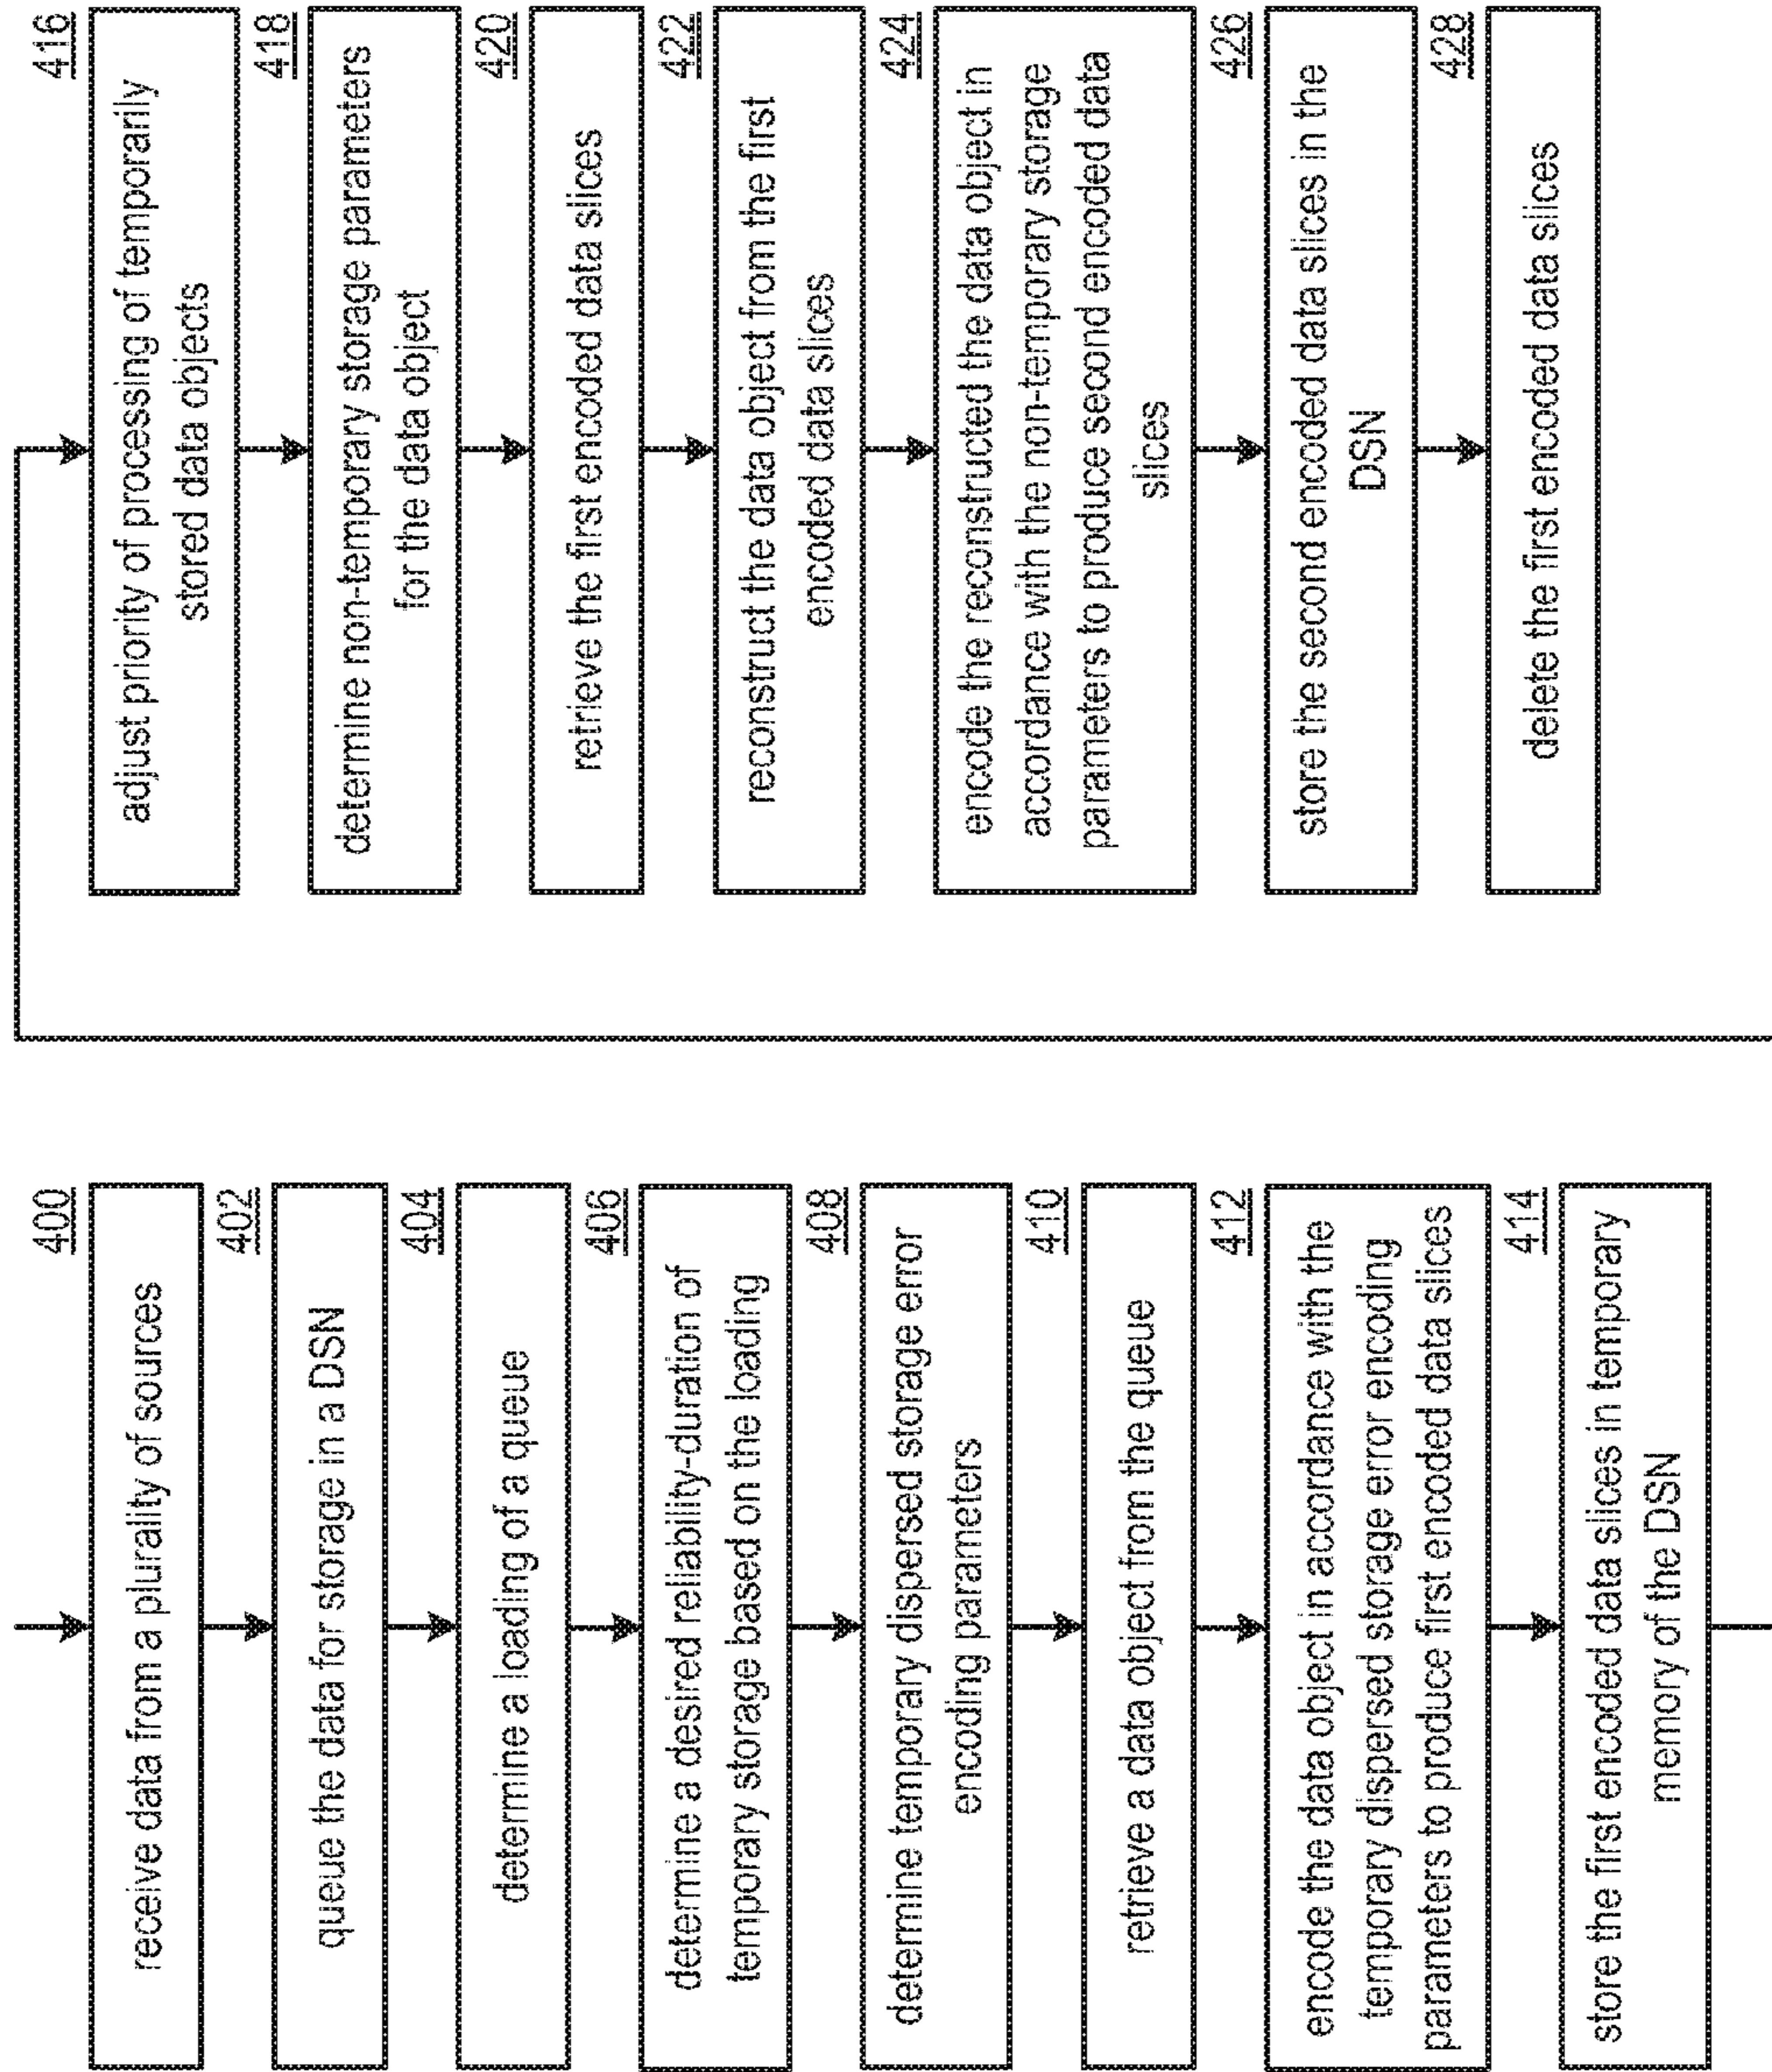 400
receive data from a plurality of sources
402
queue the data for storage in a DSN
404
determine a loading of a queue
406
determine a desired reliability-duration of
temporary storage based on the loading
408
determine temporary dispersed storage error
encoding parameters
410
retrieve a data object from the queue
412
encode the data object in accordance with the
temporary dispersed storage error encoding
parameters to produce first encoded data slices
414
store the first encoded data slices in temporary
memory of the DSN
416
adjust priority of processing of temporarily
stored data objects
418
determine non-temporary storage parameters
for the data object
420
retrieve the first encoded data slices
422
reconstruct the data object from the first
encoded data slices
424
encode the reconstructed the data object in
accordance with the non-temporary storage
parameters to produce second encoded data
slices
426
store the second encoded data slices in the
DSN
428
delete the first encoded data slices